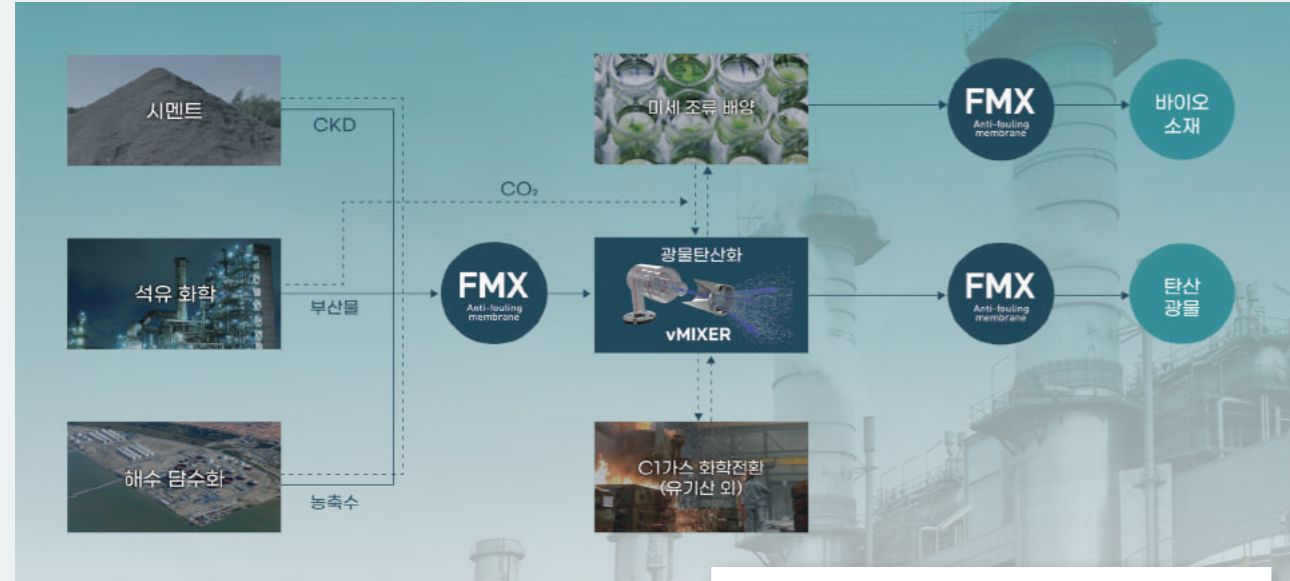 시멘트
CKD
석유 화학
부산물
해수 담수화
농축수
CO₂
FMX
Anti-fouling
membrane
미세 조류 배양
광물탄산화
vMIXER
C1가스 화학전환
(유기산 외)
FMX
Anti-fouling
membrane
바이오
소재
FMX
Anti-fouling
membrane
탄산
광물